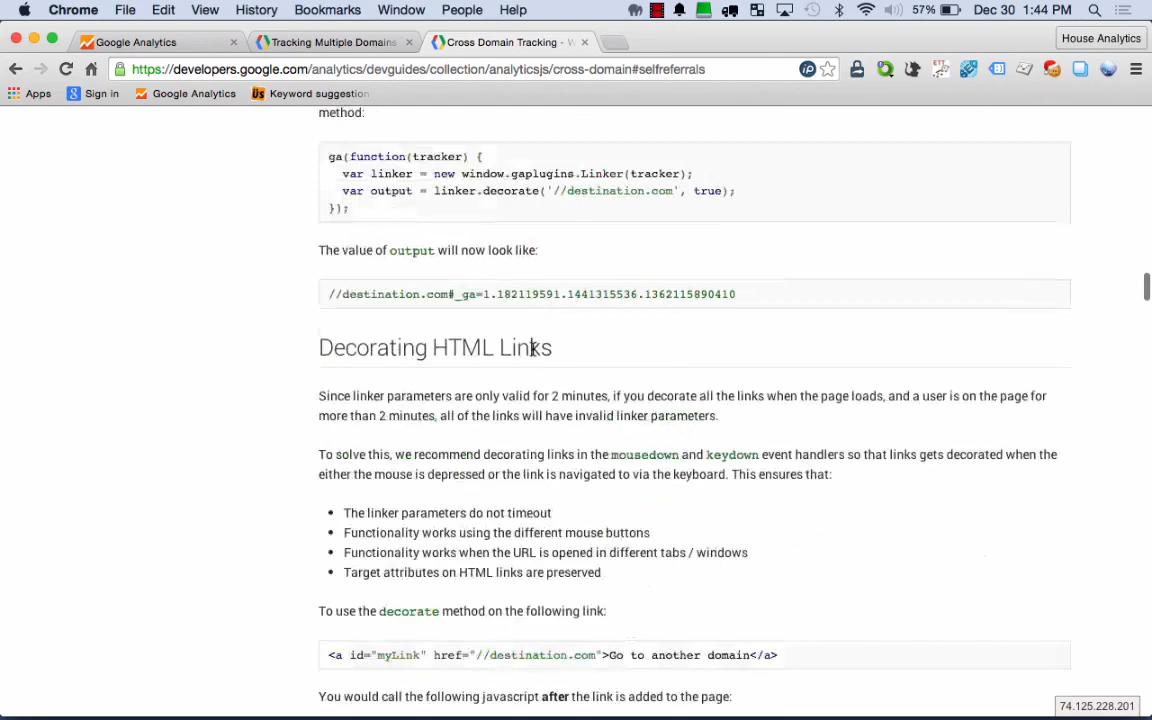 Chrome File Edit View History Bookmarks Window People Help 57% Dec 30 1:44 PM
Google Analytics Tracking Multiple Domains Cross Domain Tracking - House Analytics
https://developers.google.com/analytics/devguides/collection/analyticsjs/cross-domain#selfreferrals
Apps Sign in Google Analytics Keyword suggestion
method:
ga(function(tracker) {
var linker = new window.gaplugins.Linker(tracker);
var output = linker.decorate('//destination.com', true);
});
The value of output will now look like:
//destination.com#_ga=1.182119591.1441315536.1362115890410
Decorating HTML Links
Since linker parameters are only valid for 2 minutes, if you decorate all the links when the page loads, and a user is on the page for
more than 2 minutes, all of the links will have invalid linker parameters.
To solve this, we recommend decorating links in the mousedown and keydown event handlers so that links gets decorated when the
either the mouse is depressed or the link is navigated to via the keyboard. This ensures that:
• The linker parameters do not timeout
• Functionality works using the different mouse buttons
• Functionality works when the URL is opened in different tabs / windows
• Target attributes on HTML links are preserved
To use the decorate method on the following link:
<a id="myLink" href="//destination.com">Go to another domain</a>
You would call the following javascript after the link is added to the page:
74.125.228.201